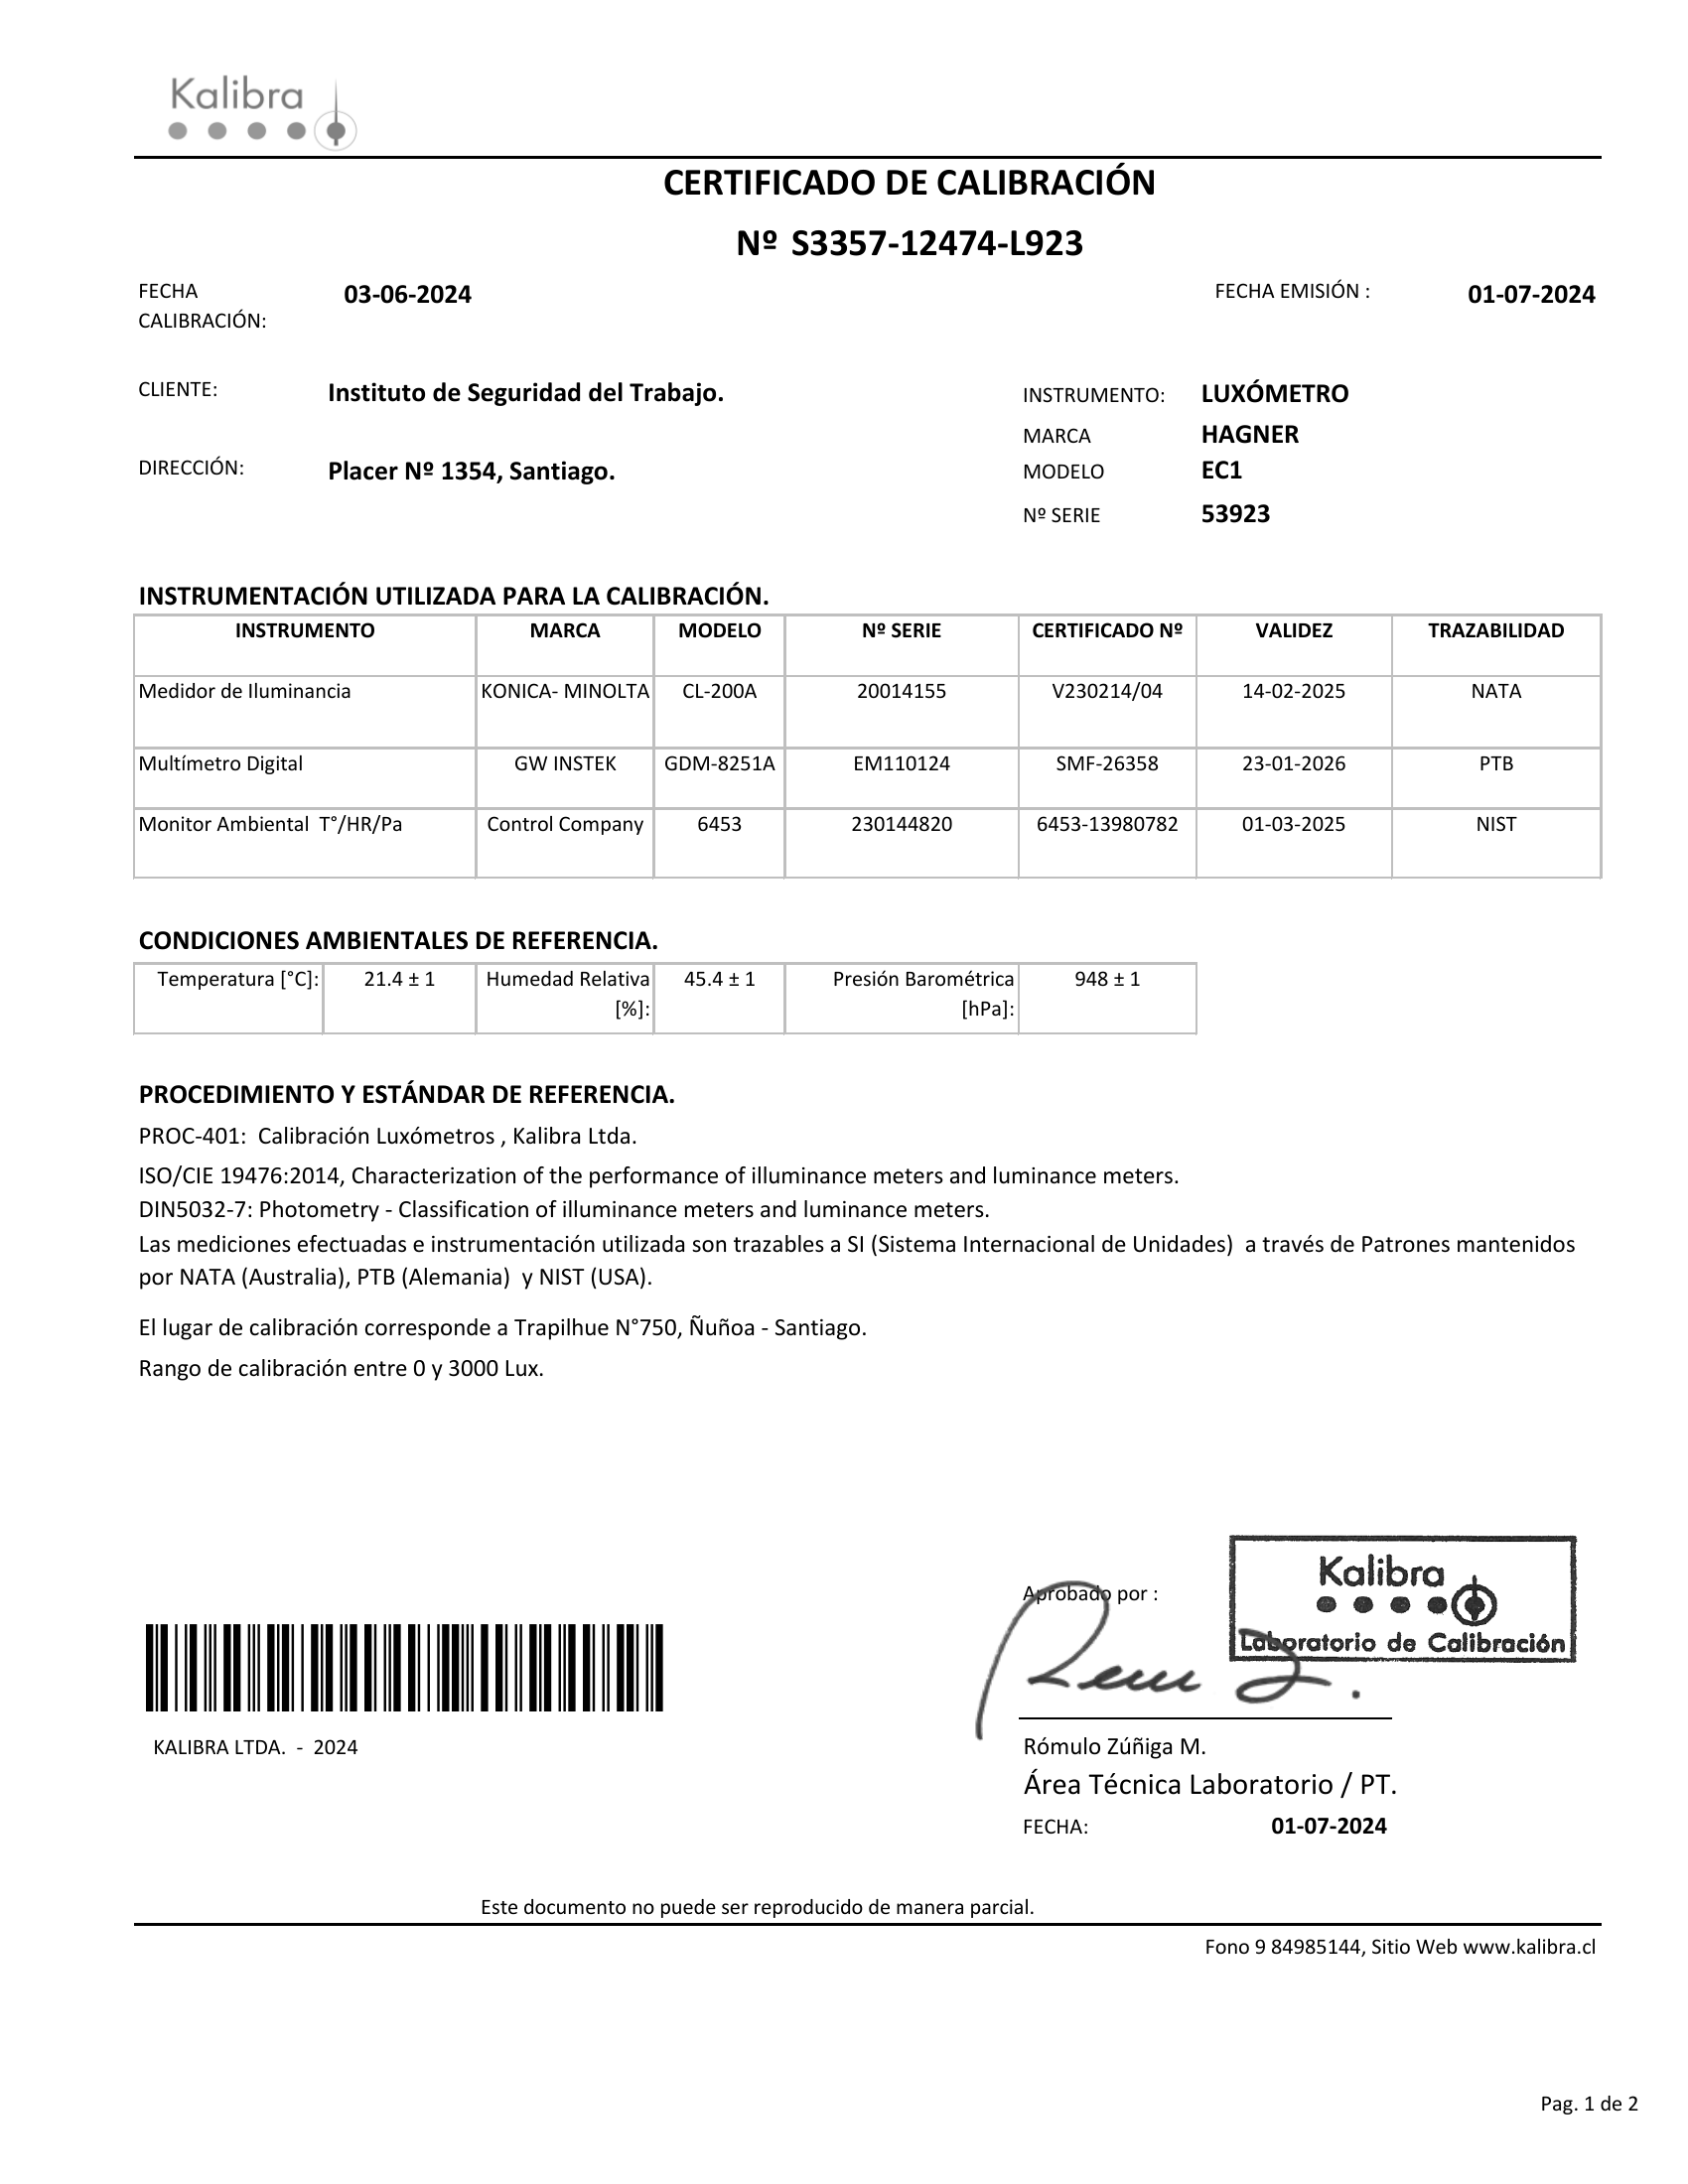 Kalibra
CERTIFICADO DE CALIBRACIÓN
Nº S3357-12474-L923
FECHA CALIBRACIÓN: 03-06-2024 FECHA EMISIÓN : 01-07-2024
CLIENTE: Instituto de Seguridad del Trabajo. INSTRUMENTO: LUXÓMETRO
MARCA HAGNER
DIRECCIÓN: Placer Nº 1354, Santiago. MODELO EC1
Nº SERIE 53923
INSTRUMENTACIÓN UTILIZADA PARA LA CALIBRACIÓN.
INSTRUMENTO MARCA MODELO Nº SERIE CERTIFICADO Nº VALIDEZ TRAZABILIDAD
Medidor de Iluminancia KONICA- MINOLTA CL-200A 20014155 V230214/04 14-02-2025 NATA
Multímetro Digital GW INSTEK GDM-8251A EM110124 SMF-26358 23-01-2026 PTB
Monitor Ambiental T°/HR/Pa Control Company 6453 230144820 6453-13980782 01-03-2025 NIST
CONDICIONES AMBIENTALES DE REFERENCIA.
Temperatura [°C]: 21.4 ± 1 Humedad Relativa [%]: 45.4 ± 1 Presión Barométrica [hPa]: 948 ± 1
PROCEDIMIENTO Y ESTÁNDAR DE REFERENCIA.
PROC-401: Calibración Luxómetros , Kalibra Ltda.
ISO/CIE 19476:2014, Characterization of the performance of illuminance meters and luminance meters.
DIN5032-7: Photometry - Classification of illuminance meters and luminance meters.
Las mediciones efectuadas e instrumentación utilizada son trazables a SI (Sistema Internacional de Unidades) a través de Patrones mantenidos
por NATA (Australia), PTB (Alemania) y NIST (USA).
El lugar de calibración corresponde a Trapilhue N°750, Ñuñoa - Santiago.
Rango de calibración entre 0 y 3000 Lux.
Aprobado por :
Kalibra
Laboratorio de Calibración
KALIBRA LTDA. - 2024
Rómulo Zúñiga M.
Área Técnica Laboratorio / PT.
FECHA: 01-07-2024
Este documento no puede ser reproducido de manera parcial.
Fono 9 84985144, Sitio Web www.kalibra.cl
Pag. 1 de 2